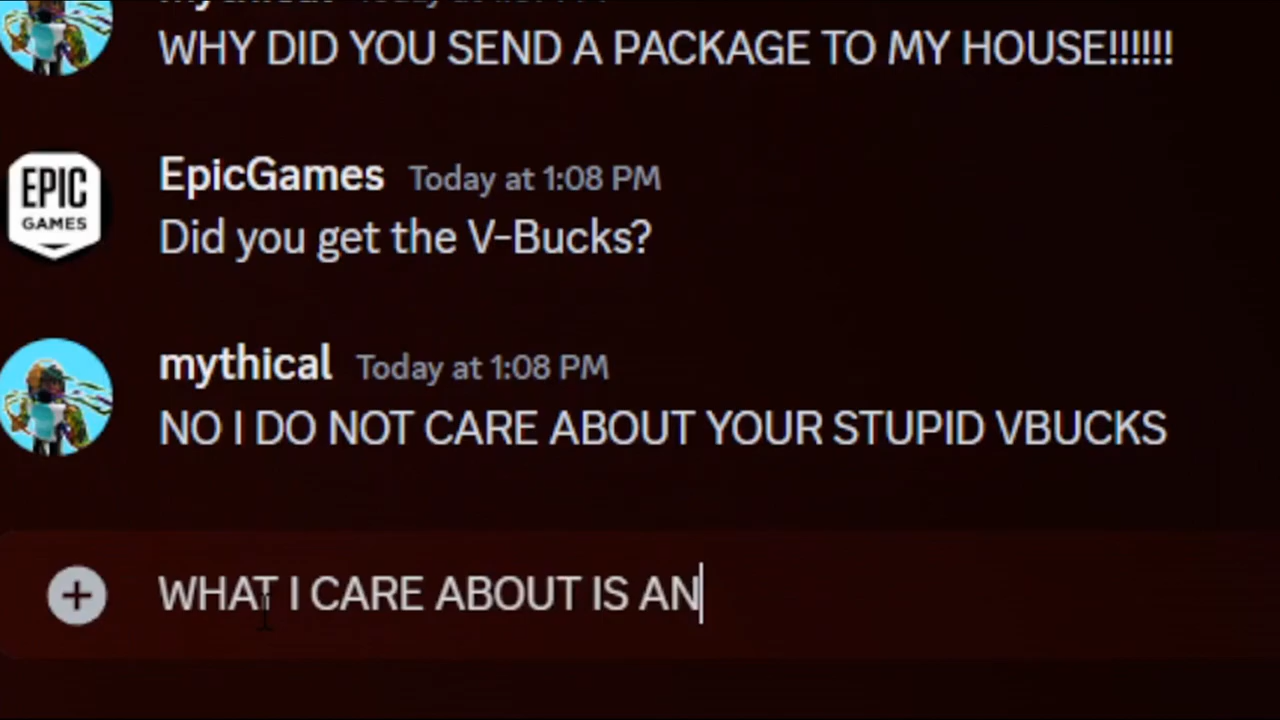 WHY DID YOU SEND A PACKAGE TO MY HOUSE!!!!!!
EPIC
GAMES
EpicGames Today at 1:08 PM
Did you get the V-Bucks?
mythical Today at 1:08 PM
NO I DO NOT CARE ABOUT YOUR STUPID VBUCKS
WHAT I CARE ABOUT IS AN